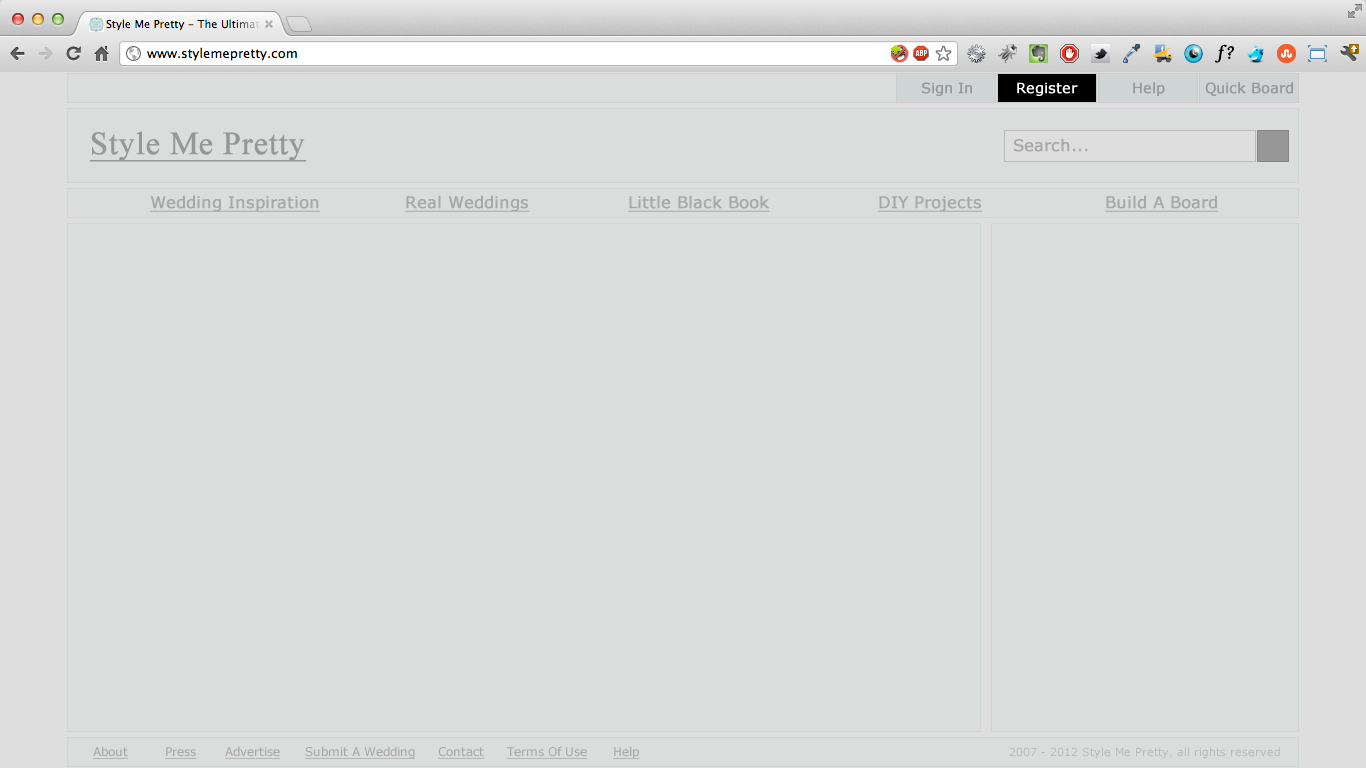 Style Me Pretty – The Ultimat
www.stylemepretty.com
ABP f?
Sign In Register Help Quick Board
Style Me Pretty Search...
Wedding Inspiration Real Weddings Little Black Book DIY Projects Build A Board
About Press Advertise Submit A Wedding Contact Terms Of Use Help 2007 - 2012 Style Me Pretty, all rights reserved